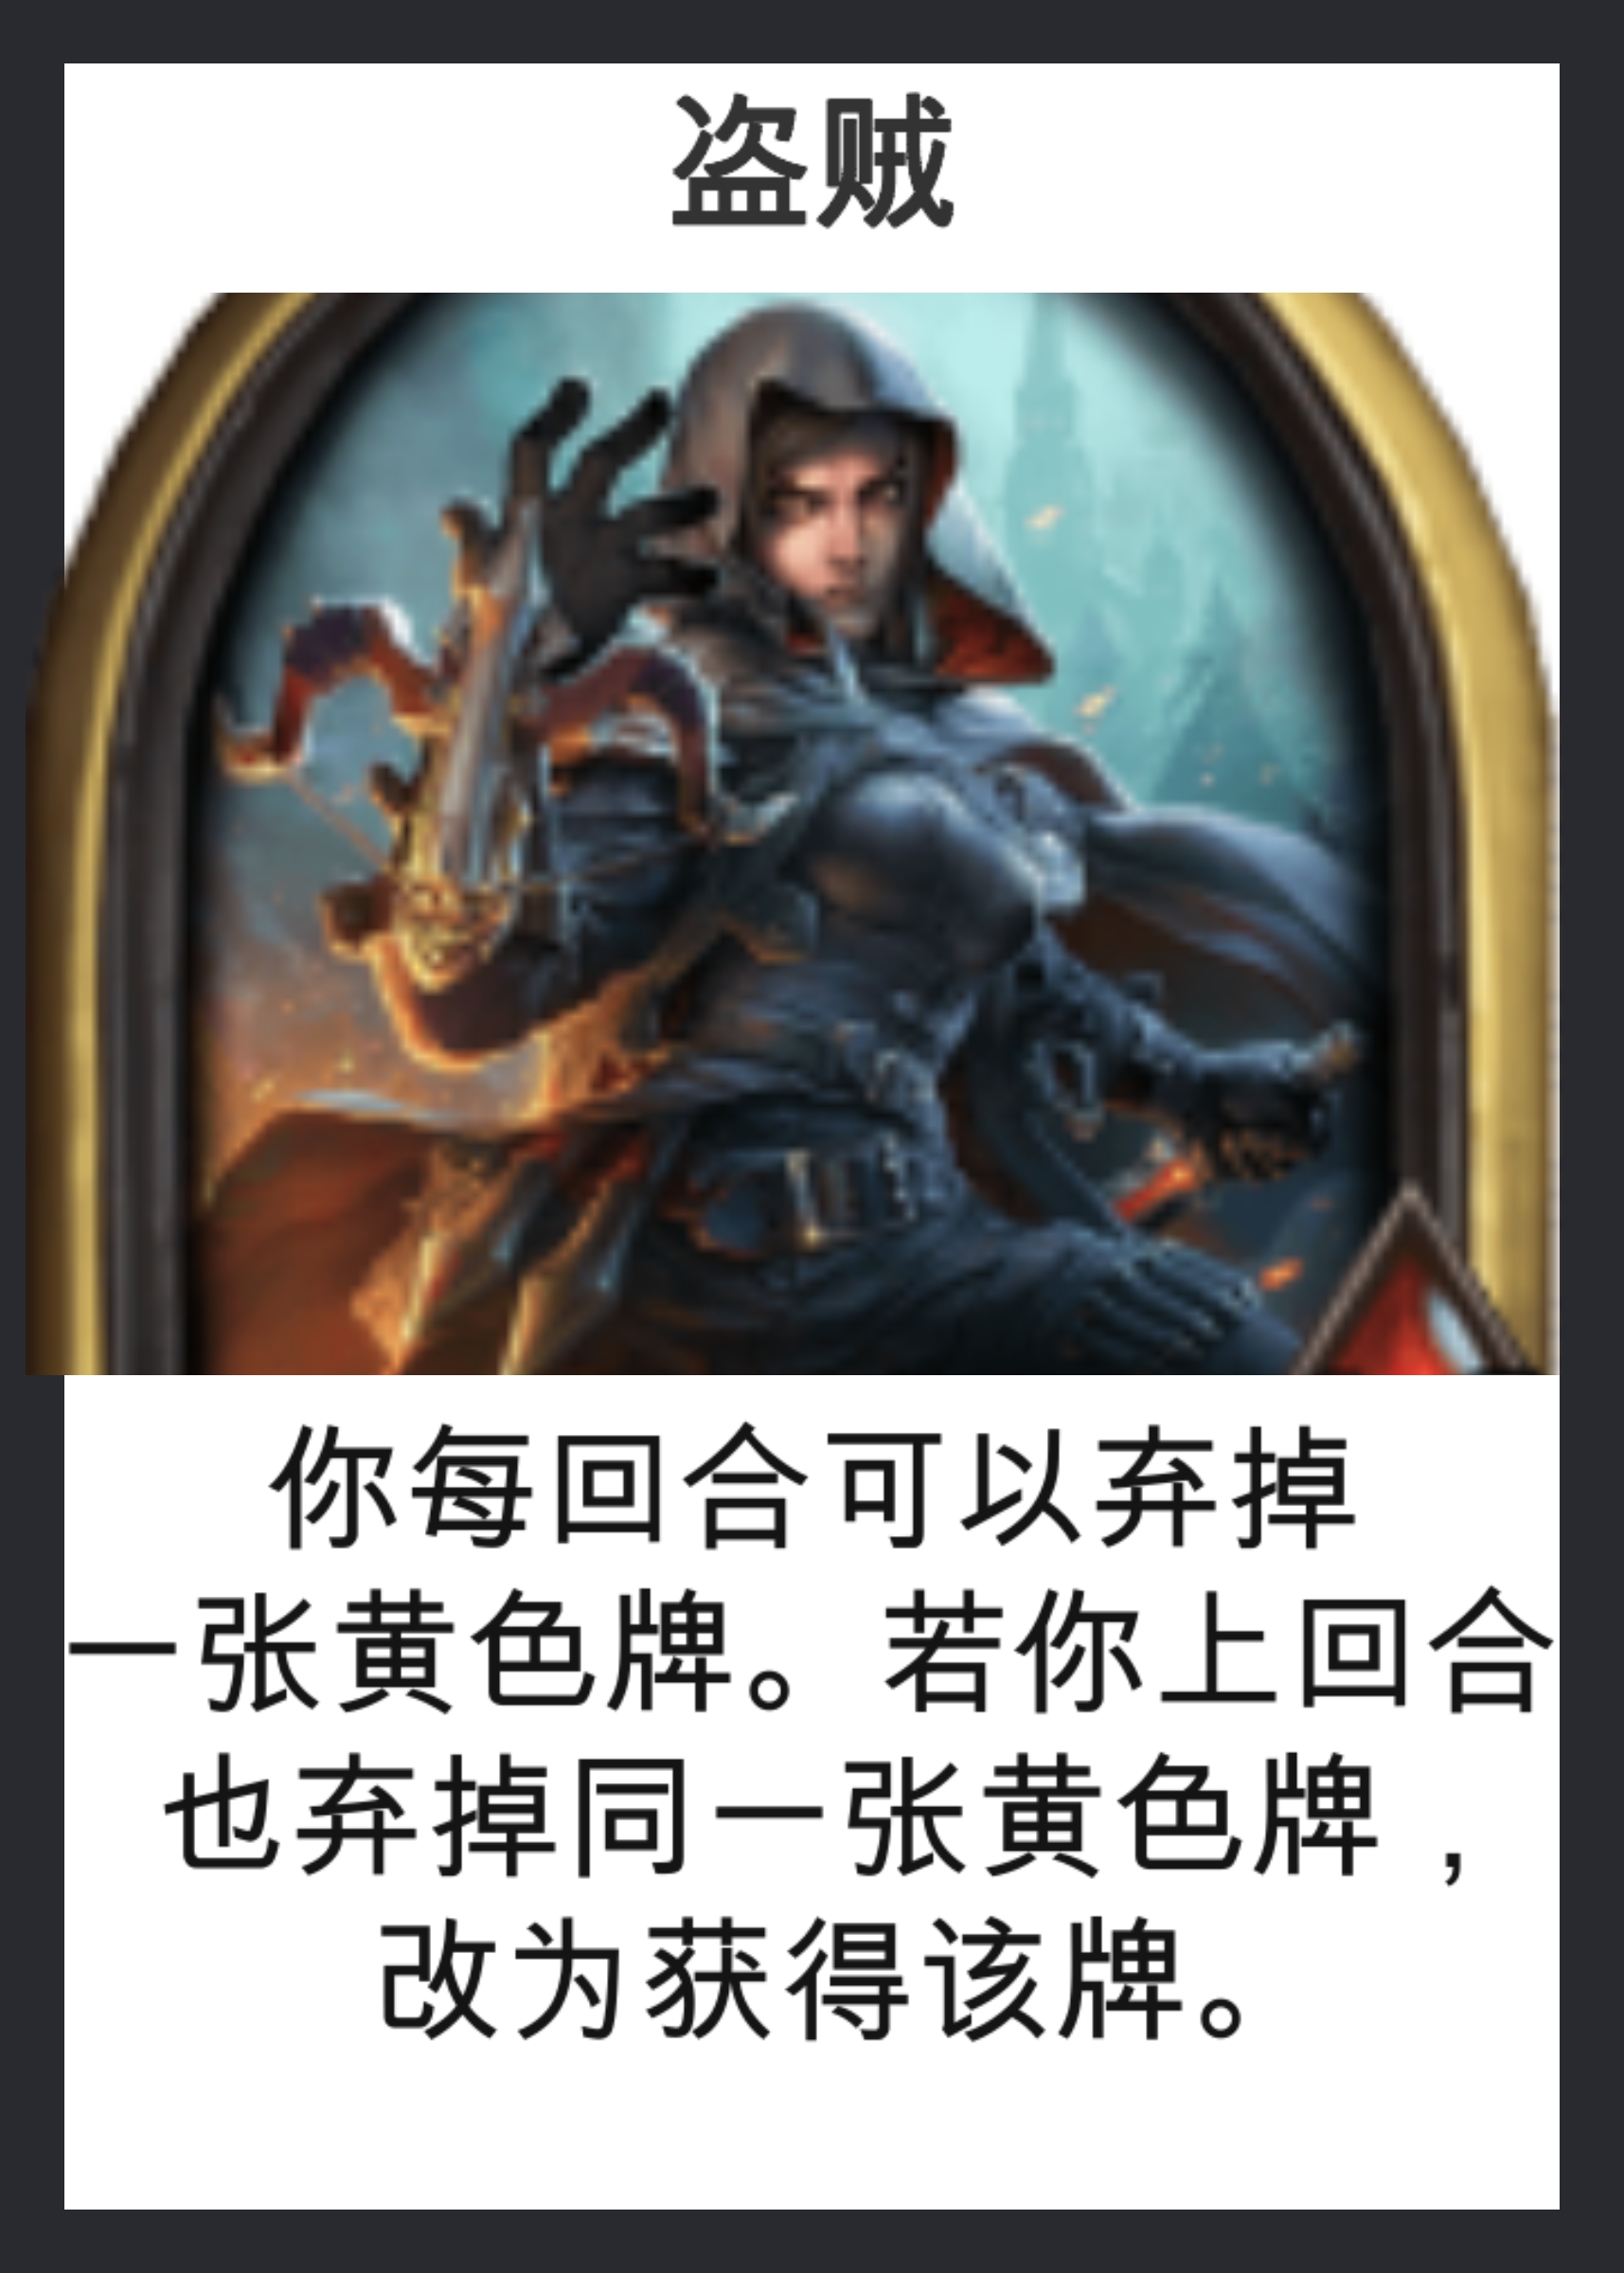 盗贼
你每回合可以弃掉
一张黄色牌。 若你上回合
也弃掉同一张黄色牌，
改为获得该牌。